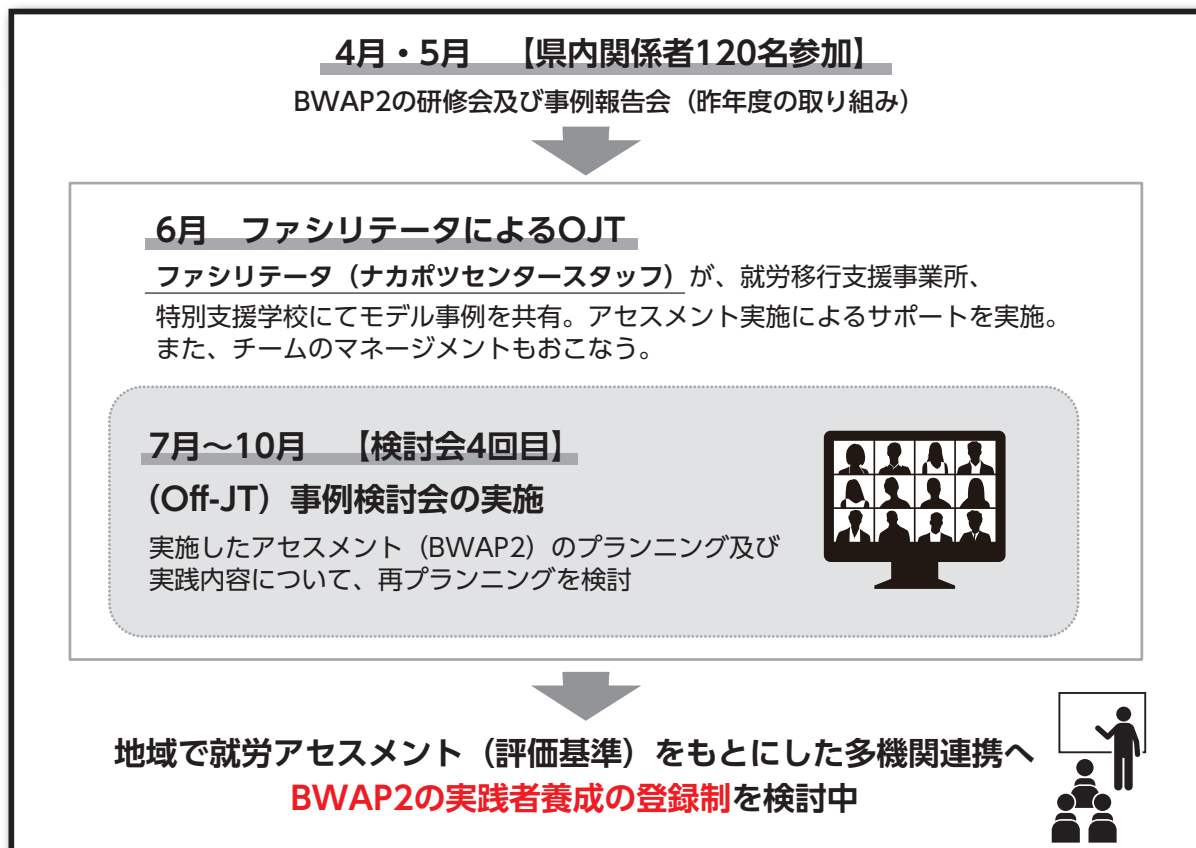 4月・5月　【県内関係者120名参加】
BWAP2の研修会及び事例報告会（昨年度の取り組み）
6月　ファシリテータによるOJT
ファシリテータ（ナカポツセンタースタッフ）が、就労移行支援事業所、
特別支援学校にてモデル事例を共有。アセスメント実施によるサポートを実施。
また、チームのマネージメントもおこなう。
7月〜10月　【検討会4回目】
（Off-JT）事例検討会の実施
実施したアセスメント（BWAP2）のプランニング及び
実践内容について、再プランニングを検討
地域で就労アセスメント（評価基準）をもとにした多機関連携へ
BWAP2の実践者養成の登録制を検討中